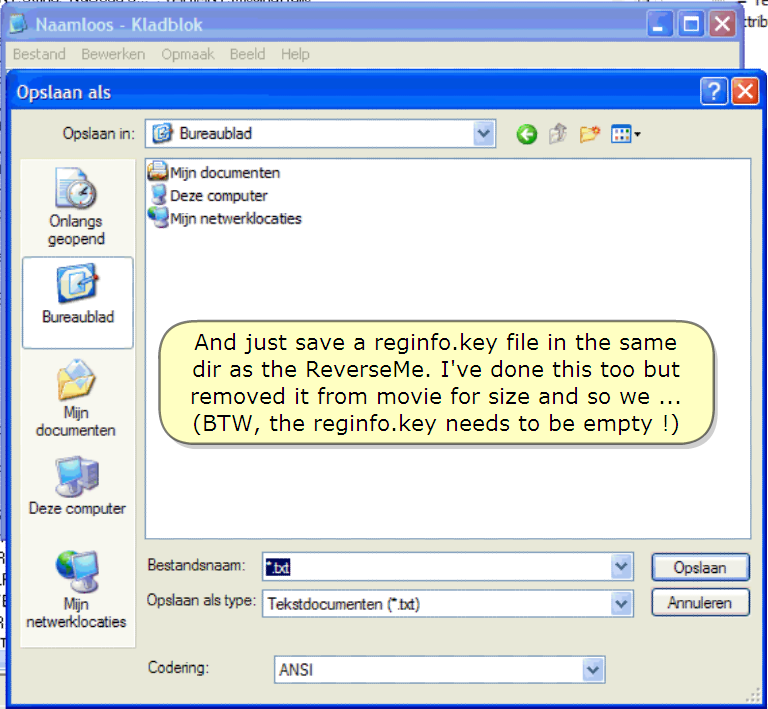 Naamloos - Kladblok
Bestand Bewerken Opmaak Beeld Help
Opslaan als
Opslaan in: Bureaublad
Onlangs
geopend
Bureaublad
Mijn
documenten
Deze computer
Mijn
netwerklocaties
Mijn documenten
Deze computer
Mijn netwerklocaties
And just save a reginfo.key file in the same
dir as the ReverseMe. I've done this too but
removed it from movie for size and so we ...
(BTW, the reginfo.key needs to be empty !)
Bestandsnaam: *.txt Opslaan
Opslaan als type: Tekstdocumenten (*.txt) Annuleren
Codering: ANSI